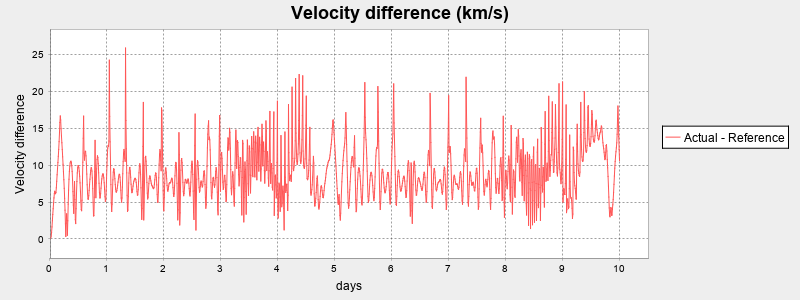 Velocity difference (km/s)
Velocity difference
25
20
15
10
5
0
0 1 2 3 4 5 6 7 8 9 10
days
Actual - Reference